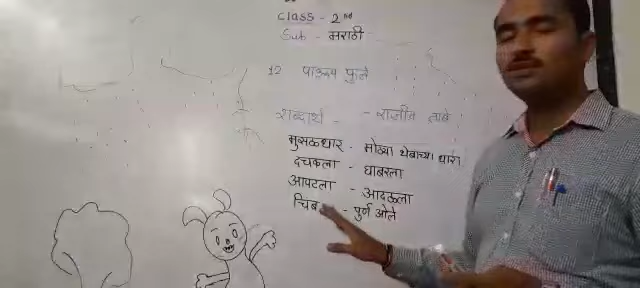 Class - 2nd
Sub - मराठी
12 पाऊस फुले
शब्दार्थ - - राजीव तांबे
मुसळधार - मोठ्या थेंबाच्या धारा
दचकला - घाबरला
आपटला - आदळला
चिंब - पुर्ण ओले